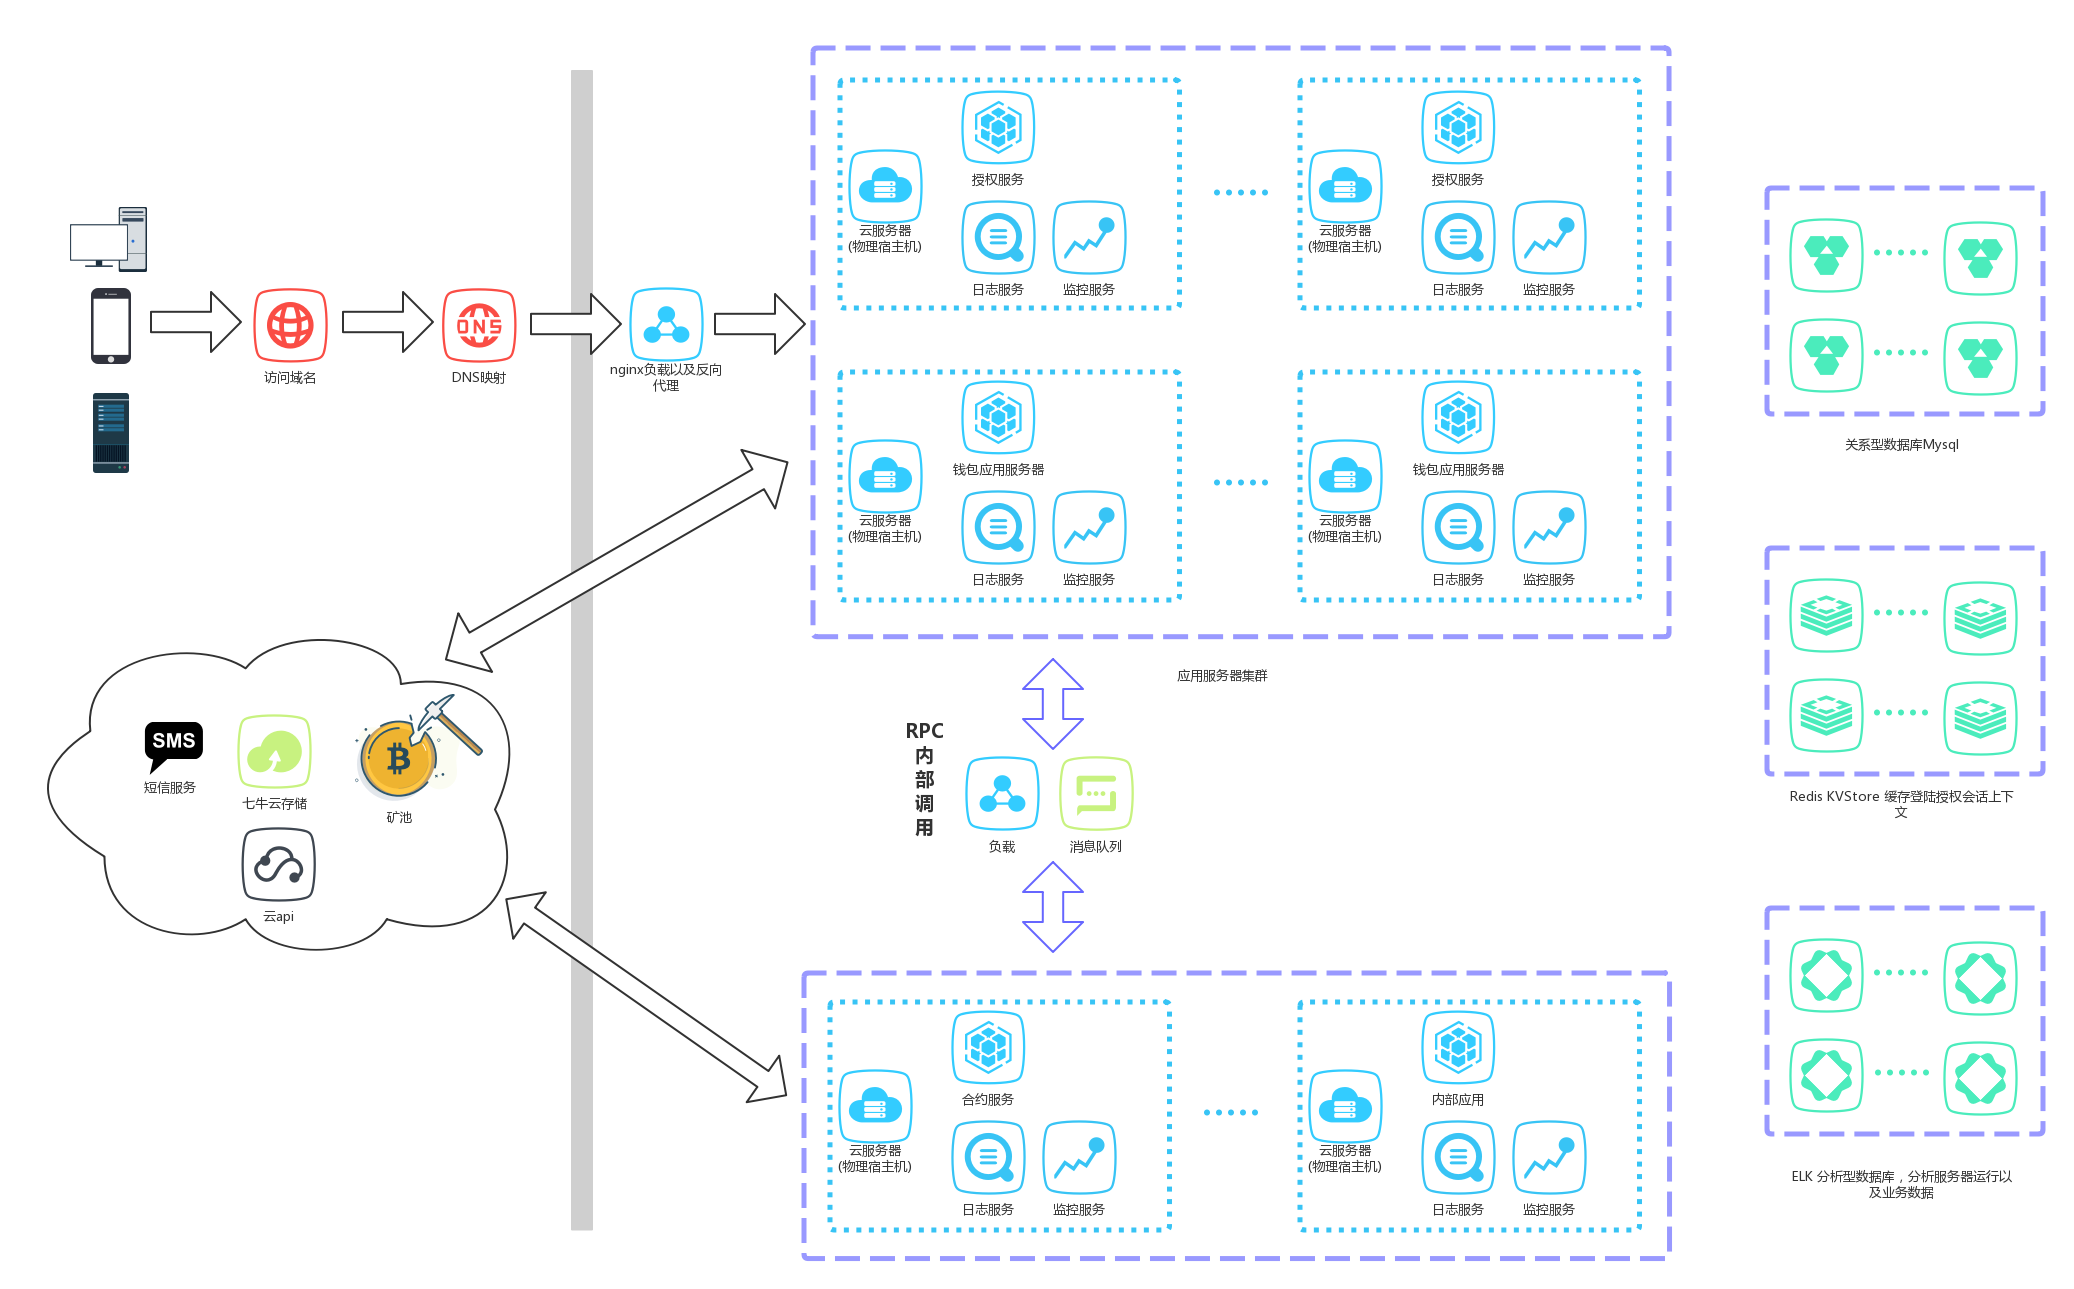 访问域名
DNS
DNS映射
nginx负载以及反向
代理
授权服务
云服务器
(物理宿主机)
日志服务
监控服务
授权服务
云服务器
(物理宿主机)
日志服务
监控服务
钱包应用服务器
云服务器
(物理宿主机)
日志服务
监控服务
钱包应用服务器
云服务器
(物理宿主机)
日志服务
监控服务
应用服务器集群
关系型数据库Mysql
Redis KVStore 缓存登陆授权会话上下
文
ELK 分析型数据库，分析服务器运行以
及业务数据
SMS
短信服务
七牛云存储
矿池
云api
RPC
内
部
调
用
负载
消息队列
合约服务
云服务器
(物理宿主机)
日志服务
监控服务
内部应用
云服务器
(物理宿主机)
日志服务
监控服务